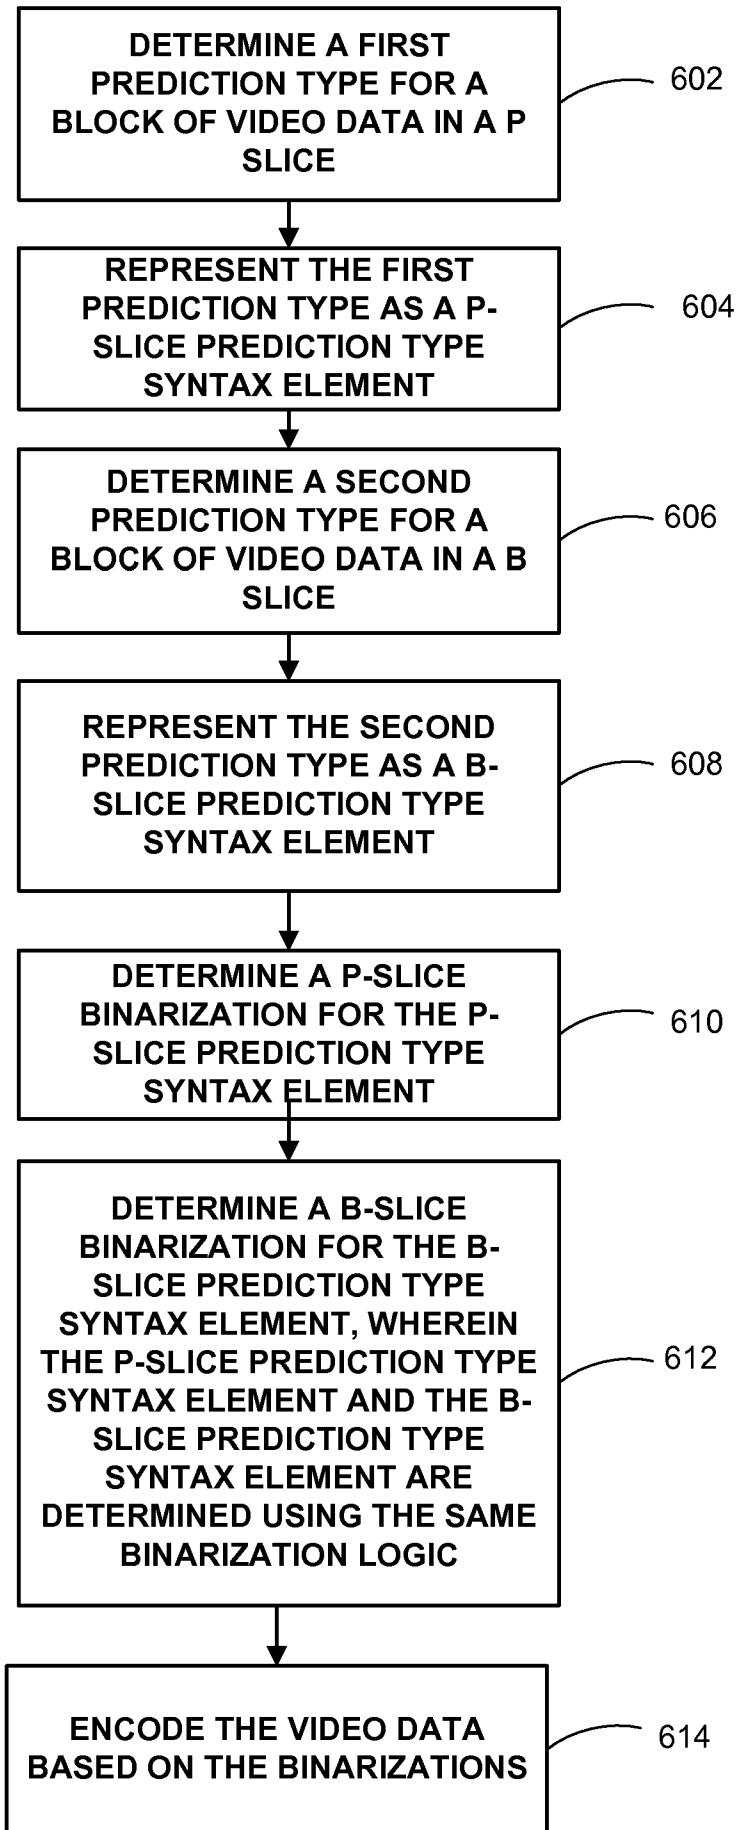 DETERMINE A FIRST
PREDICTION TYPE FOR A
BLOCK OF VIDEO DATA IN A P
SLICE
602
REPRESENT THE FIRST
PREDICTION TYPE AS A P-
SLICE PREDICTION TYPE
SYNTAX ELEMENT
604
DETERMINE A SECOND
PREDICTION TYPE FOR A
BLOCK OF VIDEO DATA IN A B
SLICE
606
REPRESENT THE SECOND
PREDICTION TYPE AS A B-
SLICE PREDICTION TYPE
SYNTAX ELEMENT
608
DETERMINE A P-SLICE
BINARIZATION FOR THE P-
SLICE PREDICTION TYPE
SYNTAX ELEMENT
610
DETERMINE A B-SLICE
BINARIZATION FOR THE B-
SLICE PREDICTION TYPE
SYNTAX ELEMENT, WHEREIN
THE P-SLICE PREDICTION TYPE
SYNTAX ELEMENT AND THE B-
SLICE PREDICTION TYPE
SYNTAX ELEMENT ARE
DETERMINED USING THE SAME
BINARIZATION LOGIC
612
ENCODE THE VIDEO DATA
BASED ON THE BINARIZATIONS
614